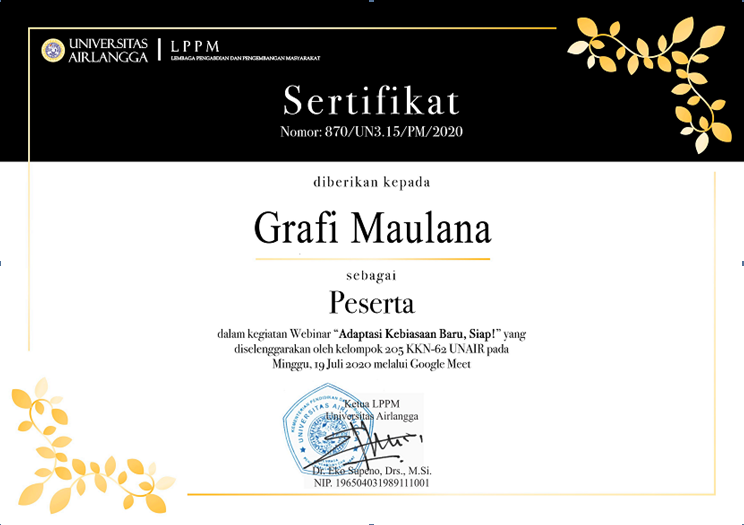 UNIVERSITAS
AIRLANGGA
LPPM
LEMBAGA PENGABDIAN DAN PENGEMBANGAN MASYARAKAT
Sertifikat
Nomor: 870/UN3.15/PM/2020
diberikan kepada
Grafi Maulana
sebagai
Peserta
dalam kegiatan Webinar “Adaptasi Kebiasaan Baru, Siap!” yang
diselenggarakan oleh kelompok 205 KKN-62 UNAIR pada
Minggu, 19 Juli 2020 melalui Google Meet
Ketua LPPM
Universitas Airlangga
UNIVERSITAS AIRLANGGA
Dr. Eko Supeno, Drs., M.Si.
NIP. 196504031989111001